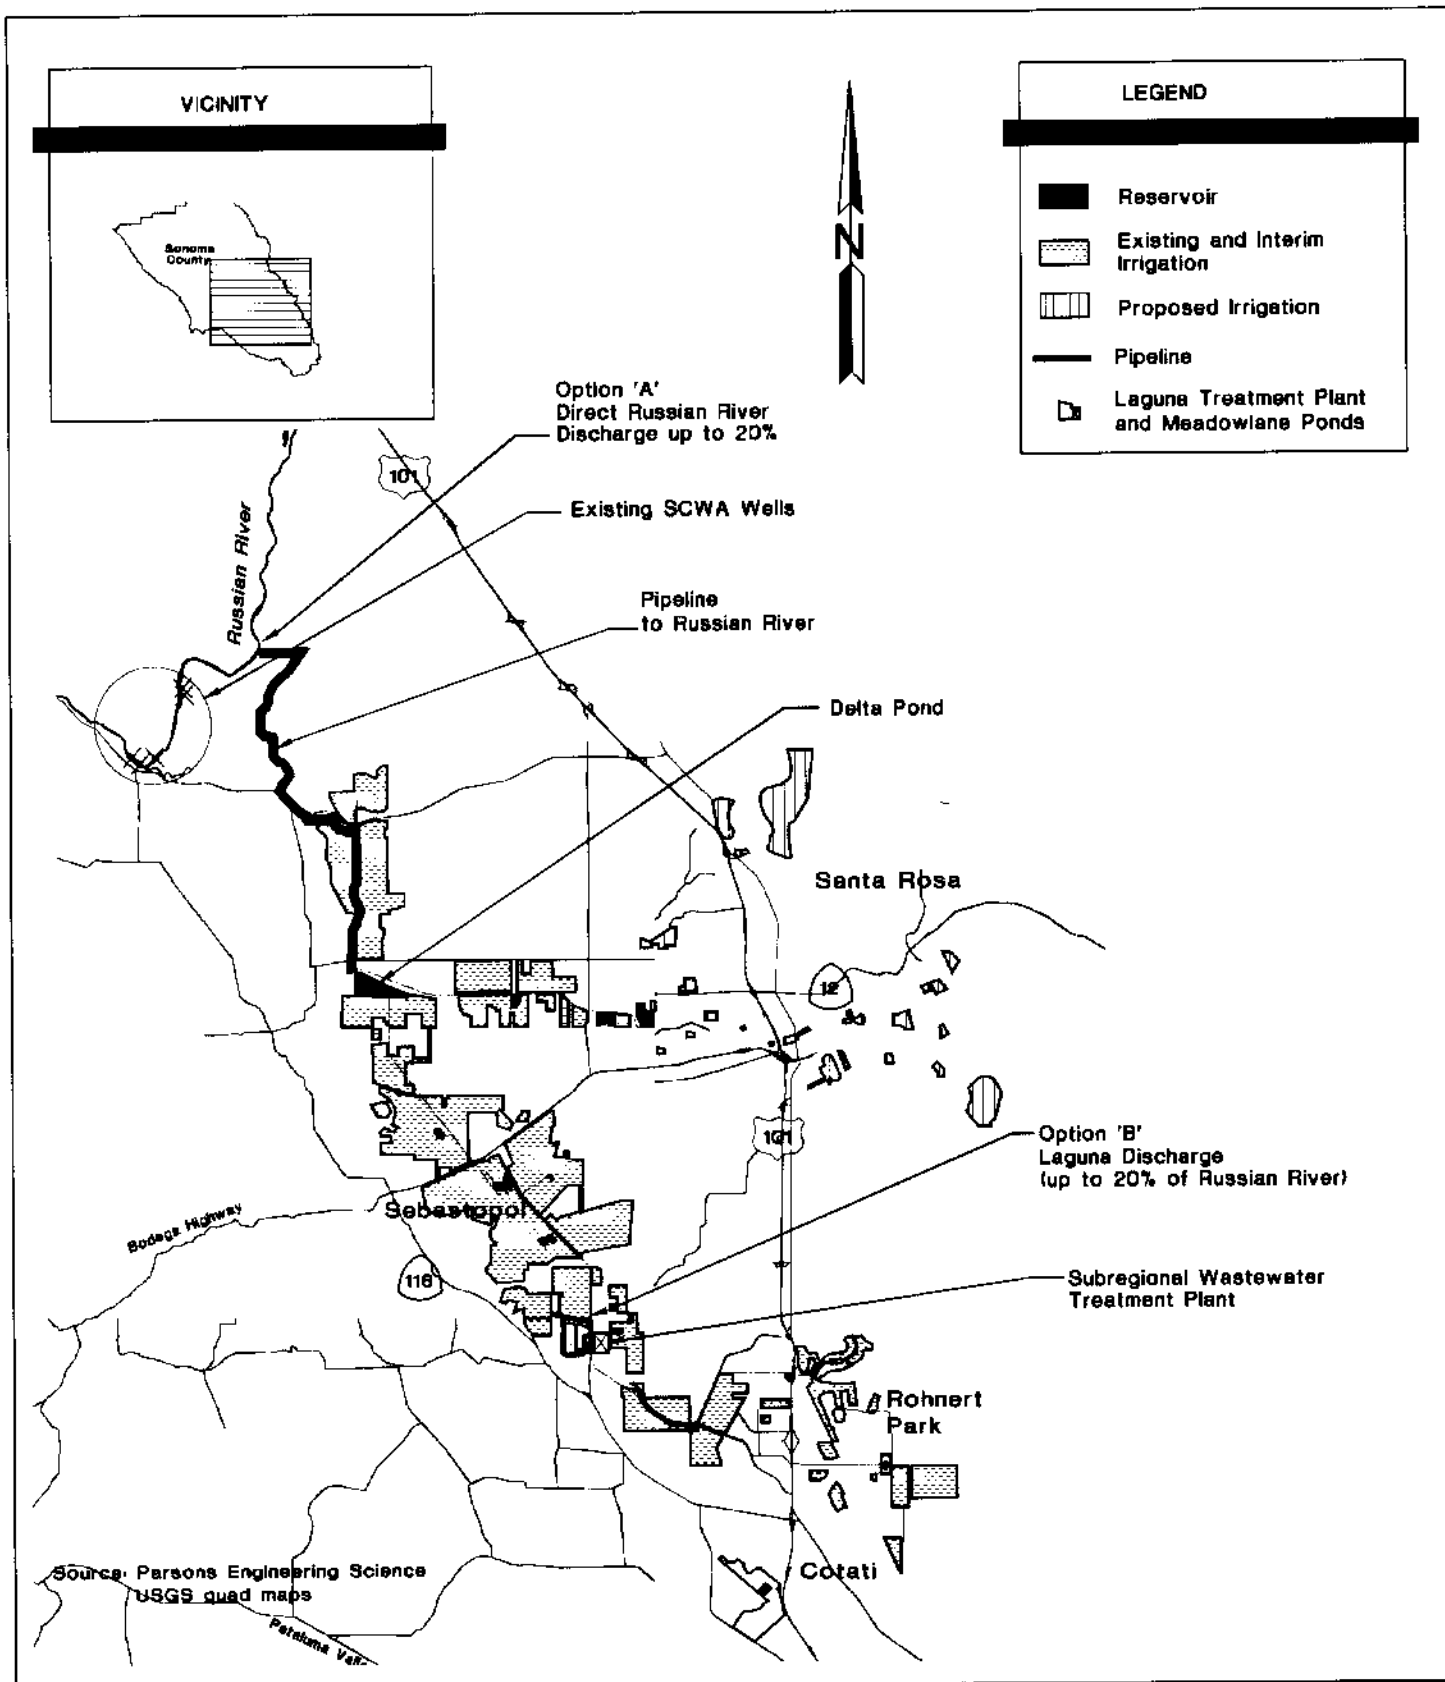 VICINITY
Sonoma
County
LEGEND
Reservoir
Existing and Interim
Irrigation
Proposed Irrigation
Pipeline
Laguna Treatment Plant
and Meadowlane Ponds
N
Option 'A'
Direct Russian River
Discharge up to 20%
101
Existing SCWA Wells
Russian River
Pipeline
to Russian River
Delta Pond
Santa Rosa
12
101
Option 'B'
Laguna Discharge
(up to 20% of Russian River)
Sebastopol
Bodega Highway
116
Subregional Wastewater
Treatment Plant
Rohnert
Park
Cotati
Source: Parsons Engineering Science
USGS quad maps